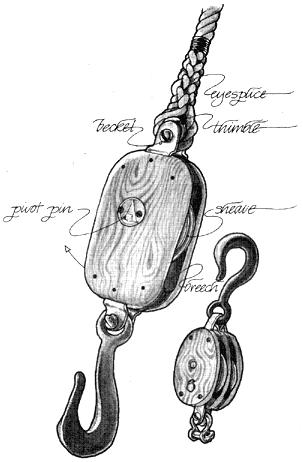 eyesplice
becket
thimble
pivot pin
sheave
breech